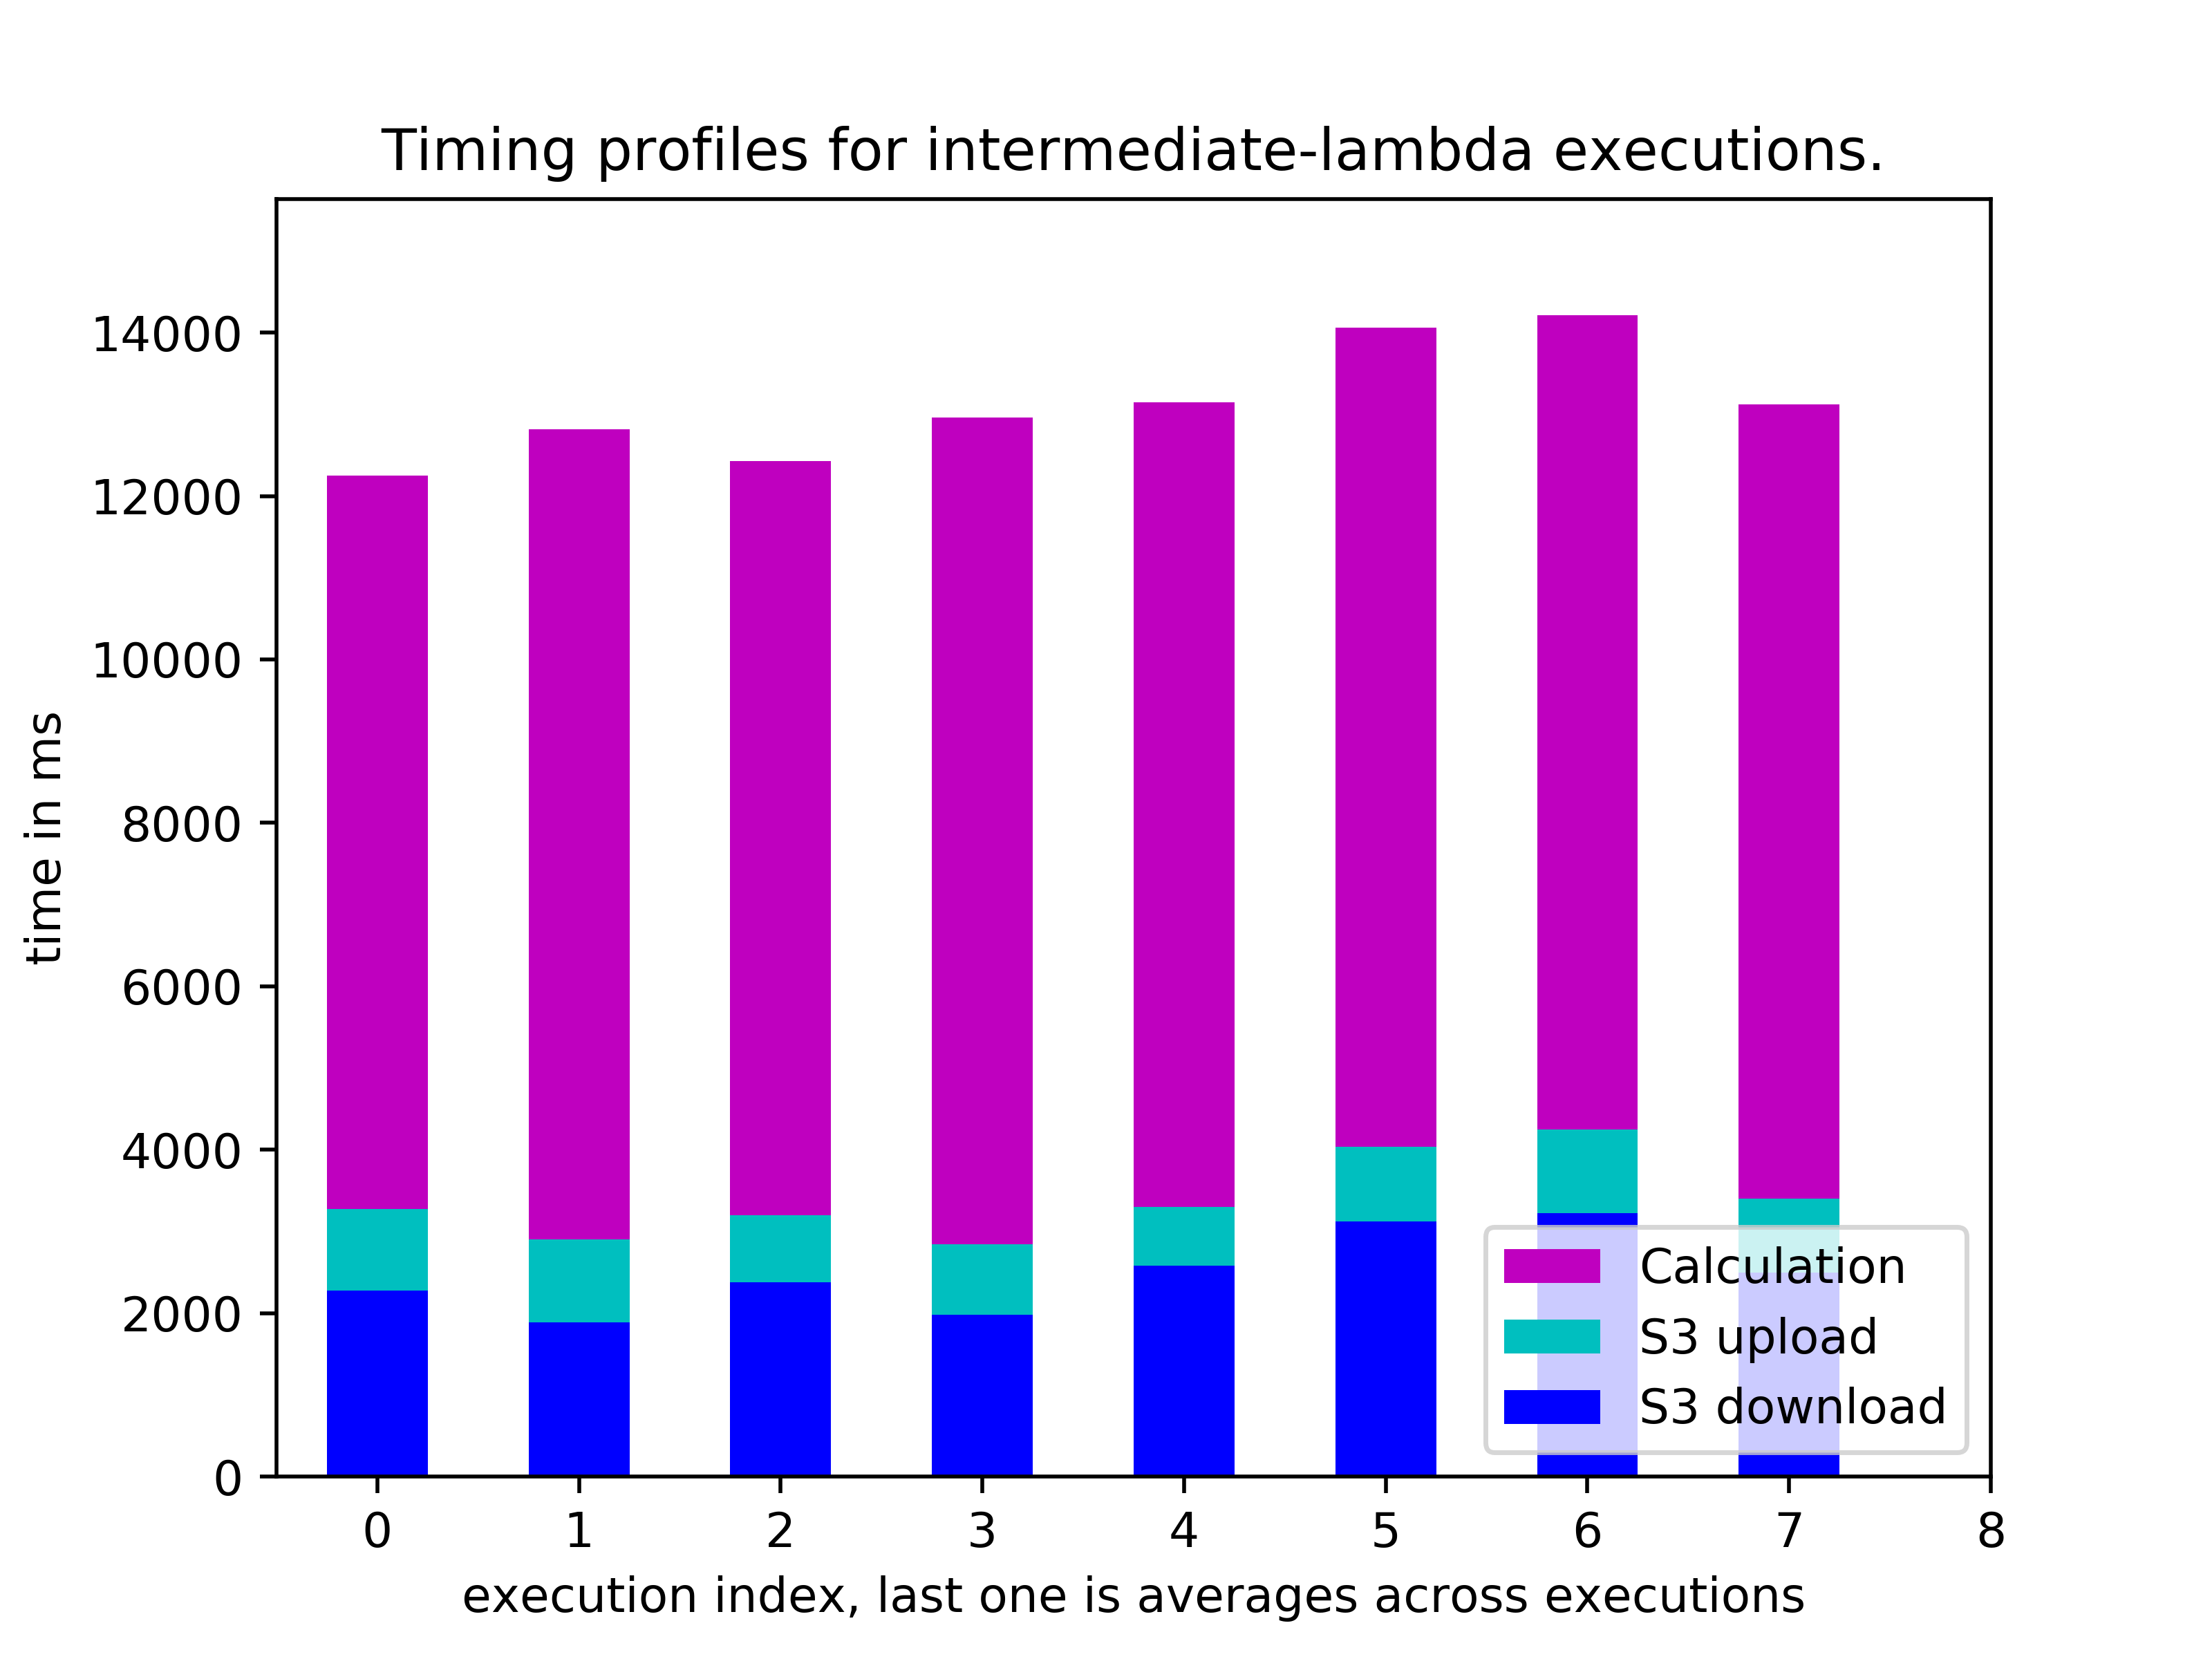 Timing profiles for intermediate-lambda executions.
14000
12000
10000
8000
6000
4000
2000
0
time in ms
Calculation
S3 upload
S3 download
0 1 2 3 4 5 6 7 8
execution index, last one is averages across executions